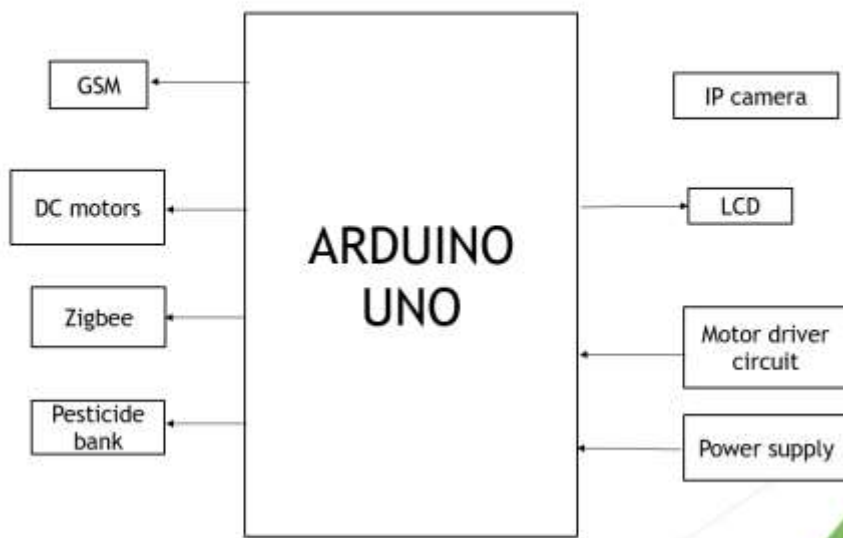 GSM
DC motors
Zigbee
Pesticide
bank
ARDUINO
UNO
IP camera
LCD
Motor driver
circuit
Power supply